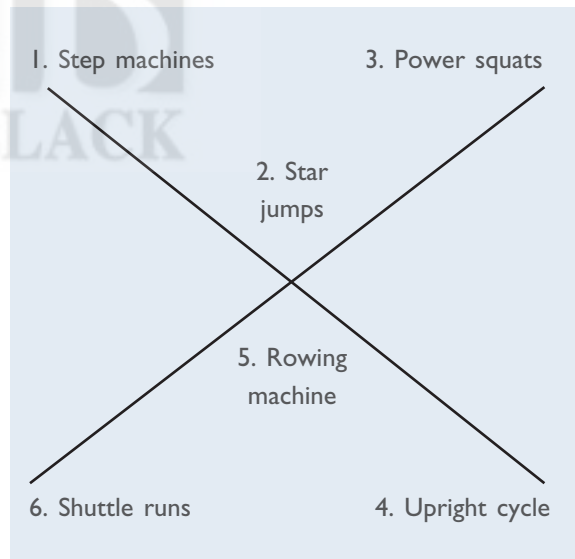 1. Step machines
3. Power squats
2. Star
jumps
5. Rowing
machine
6. Shuttle runs
4. Upright cycle
LACK